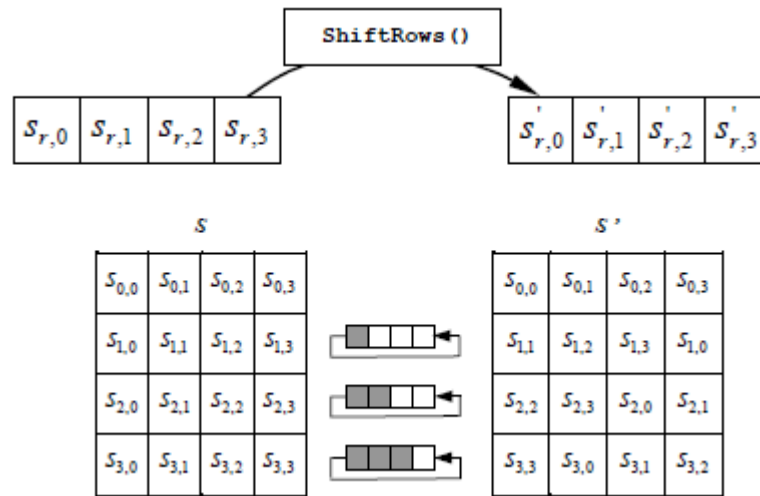 ShiftRows()
S_{r,0} S_{r,1} S_{r,2} S_{r,3} S'_{r,0} S'_{r,1} S'_{r,2} S'_{r,3}
S S'
S_{0,0} S_{0,1} S_{0,2} S_{0,3} S_{0,0} S_{0,1} S_{0,2} S_{0,3}
S_{1,0} S_{1,1} S_{1,2} S_{1,3} S_{1,1} S_{1,2} S_{1,3} S_{1,0}
S_{2,0} S_{2,1} S_{2,2} S_{2,3} S_{2,2} S_{2,3} S_{2,0} S_{2,1}
S_{3,0} S_{3,1} S_{3,2} S_{3,3} S_{3,3} S_{3,0} S_{3,1} S_{3,2}